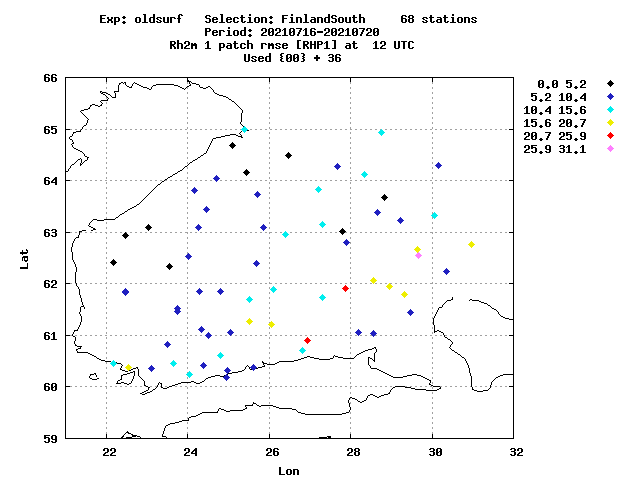 Exp: oldsurf   Selection: FinlandSouth     68 stations
Period: 20210716-20210720
Rh2m 1 patch rmse [RHP1] at  12 UTC
Used {00} + 36
0.0 5.2
5.2 10.4
10.4 15.6
15.6 20.7
20.7 25.9
25.9 31.1
66
65
64
63
62
61
60
59
Lat
22 24 26 28 30 32
Lon